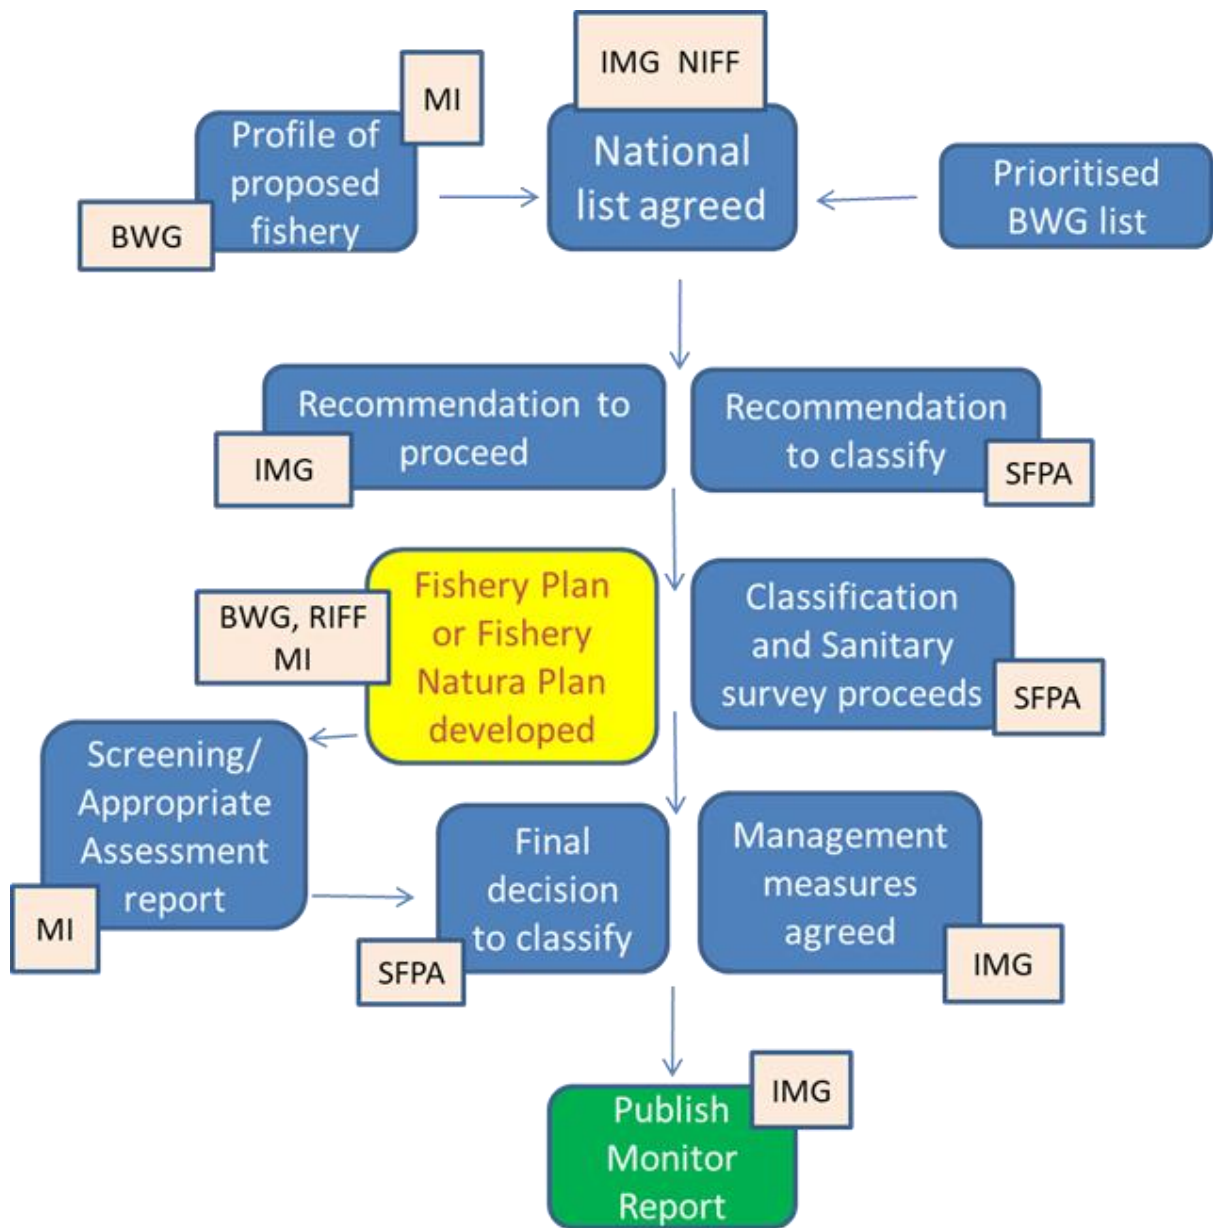 IMG NIFF
MI
Profile of
proposed
fishery
BWG
National
list agreed
Prioritised
BWG list
Recommendation to
proceed
IMG
Recommendation
to classify
SFPA
BWG, RIFF
MI
Fishery Plan
or Fishery
Natura Plan
developed
Classification
and Sanitary
survey proceeds
SFPA
Screening/
Appropriate
Assessment
report
MI
Final
decision
to classify
SFPA
Management
measures
agreed
IMG
IMG
Publish
Monitor
Report